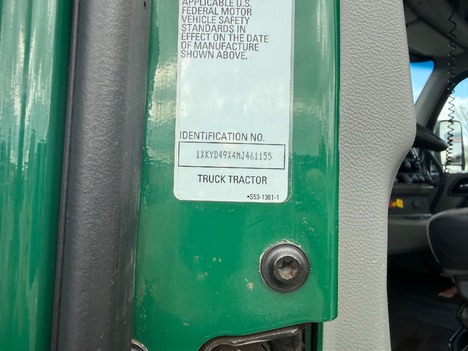 APPLICABLE U.S.
FEDERAL MOTOR
VEHICLE SAFETY
STANDARDS IN
EFFECT ON THE DATE
OF MANUFACTURE
SHOWN ABOVE.
IDENTIFICATION NO.
1XKYD49X4MJ461155
TRUCK TRACTOR
•S53-1361-1